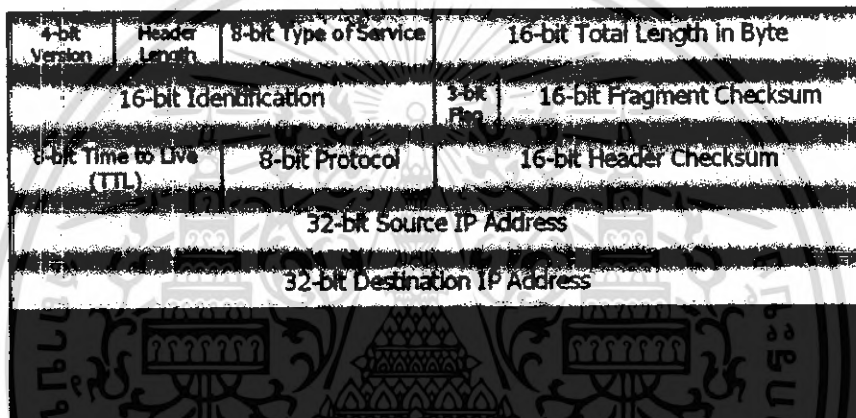 4-bit Version Header Length 8-bit Type of Service 16-bit Total Length in Byte
16-bit Identification 3-bit Flag 16-bit Fragment Checksum
8-bit Time to Live (TTL) 8-bit Protocol 16-bit Header Checksum
32-bit Source IP Address
32-bit Destination IP Address